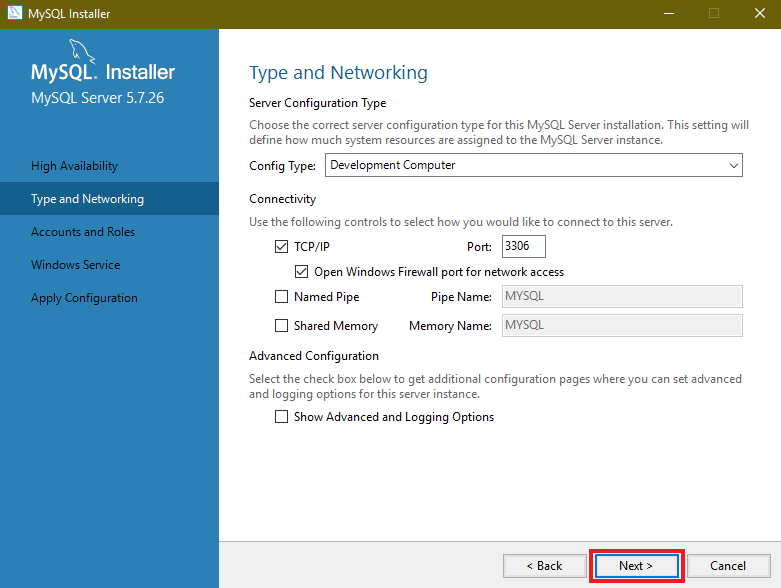 MySQL Installer
MySQL. Installer
MySQL Server 5.7.26
High Availability
Type and Networking
Accounts and Roles
Windows Service
Apply Configuration
Type and Networking
Server Configuration Type
Choose the correct server configuration type for this MySQL Server installation. This setting will
define how much system resources are assigned to the MySQL Server instance.
Config Type: Development Computer
Connectivity
Use the following controls to select how you would like to connect to this server.
TCP/IP Port: 3306
Open Windows Firewall port for network access
Named Pipe Pipe Name: MYSQL
Shared Memory Memory Name: MYSQL
Advanced Configuration
Select the check box below to get additional configuration pages where you can set advanced
and logging options for this server instance.
Show Advanced and Logging Options
< Back Next > Cancel